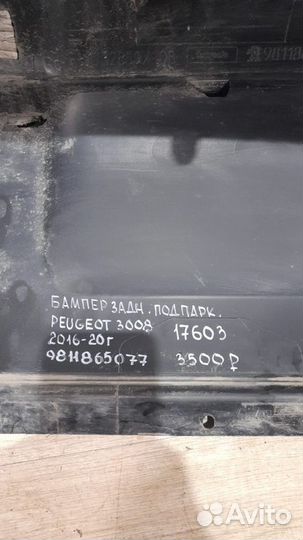 БАМПЕР ЗАДН. ПОД ПАРК.
PEUGEOT 3008 17603
2016-20г
9811865077 3500₽
Avito